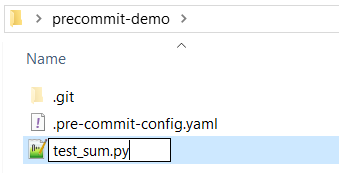 precommit-demo
Name
.git
.pre-commit-config.yaml
test_sum.py